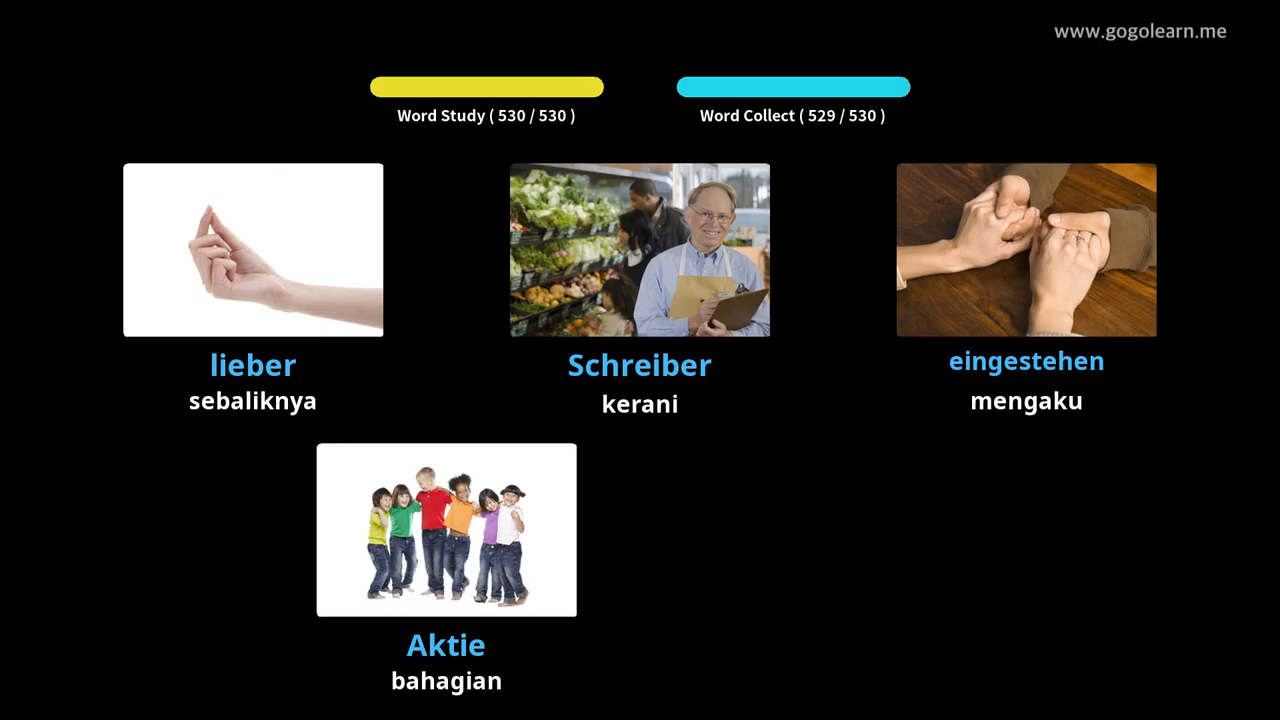 www.gogolearn.me
Word Study ( 530 / 530 )
Word Collect ( 529 / 530 )
lieber
sebaliknya
Schreiber
kerani
eingestehen
mengaku
Aktie
bahagian